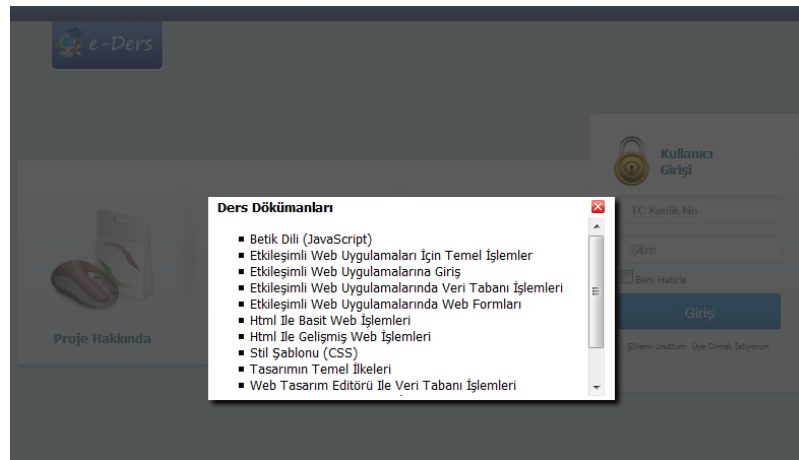 e-Ders
Kullanıcı
Girişi
TC Kimlik No
Şifre
Beni Hatırla
Giriş
Şifremi Unuttum Üye Olmak İstiyorum
Proje Hakkında
Ders Dökümanları
Betik Dili (JavaScript)
Etkileşimli Web Uygulamaları İçin Temel İşlemler
Etkileşimli Web Uygulamalarına Giriş
Etkileşimli Web Uygulamalarında Veri Tabanı İşlemleri
Etkileşimli Web Uygulamalarında Web Formları
Html Ile Basit Web İşlemleri
Html Ile Gelişmiş Web İşlemleri
Stil Şablonu (CSS)
Tasarımın Temel İlkeleri
Web Tasarım Editörü Ile Veri Tabanı İşlemleri